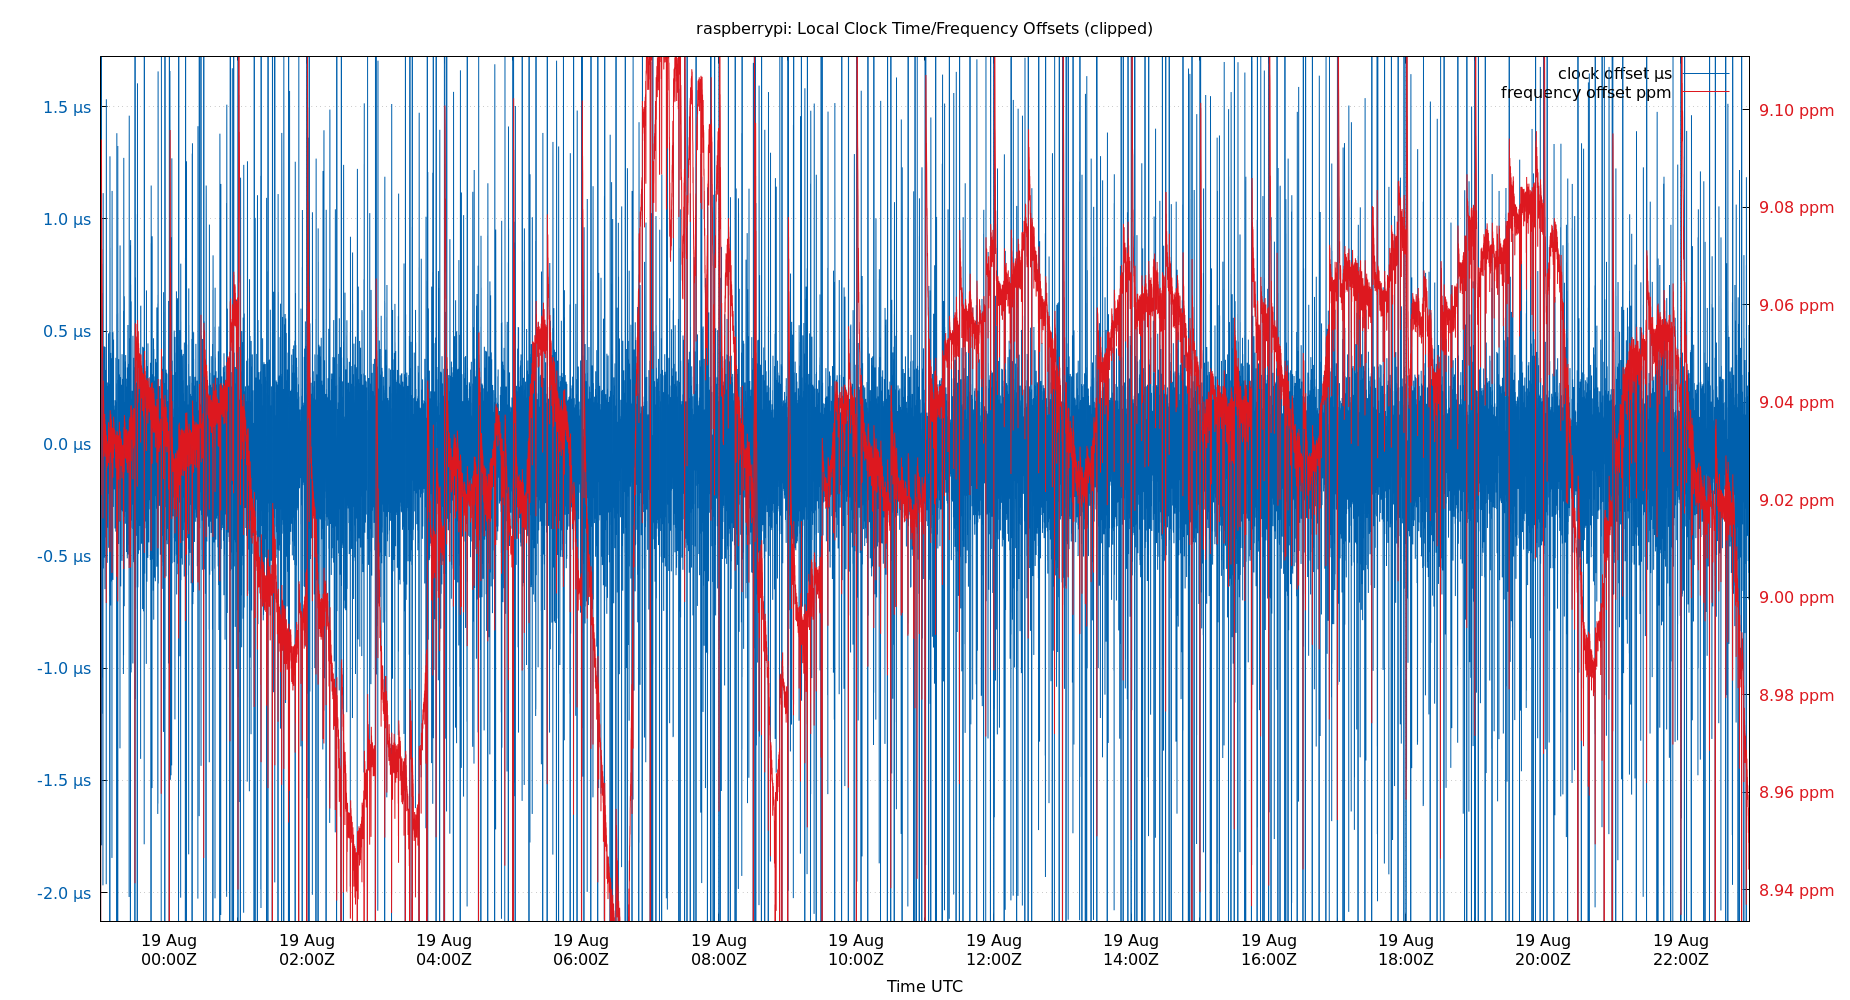 raspberrypi: Local Clock Time/Frequency Offsets (clipped)
clock offset µs
frequency offset ppm
1.5 µs
1.0 µs
0.5 µs
0.0 µs
-0.5 µs
-1.0 µs
-1.5 µs
-2.0 µs
9.10 ppm
9.08 ppm
9.06 ppm
9.04 ppm
9.02 ppm
9.00 ppm
8.98 ppm
8.96 ppm
8.94 ppm
19 Aug 19 Aug 19 Aug 19 Aug 19 Aug 19 Aug 19 Aug 19 Aug 19 Aug 19 Aug 19 Aug 19 Aug
00:00Z 02:00Z 04:00Z 06:00Z 08:00Z 10:00Z 12:00Z 14:00Z 16:00Z 18:00Z 20:00Z 22:00Z
Time UTC